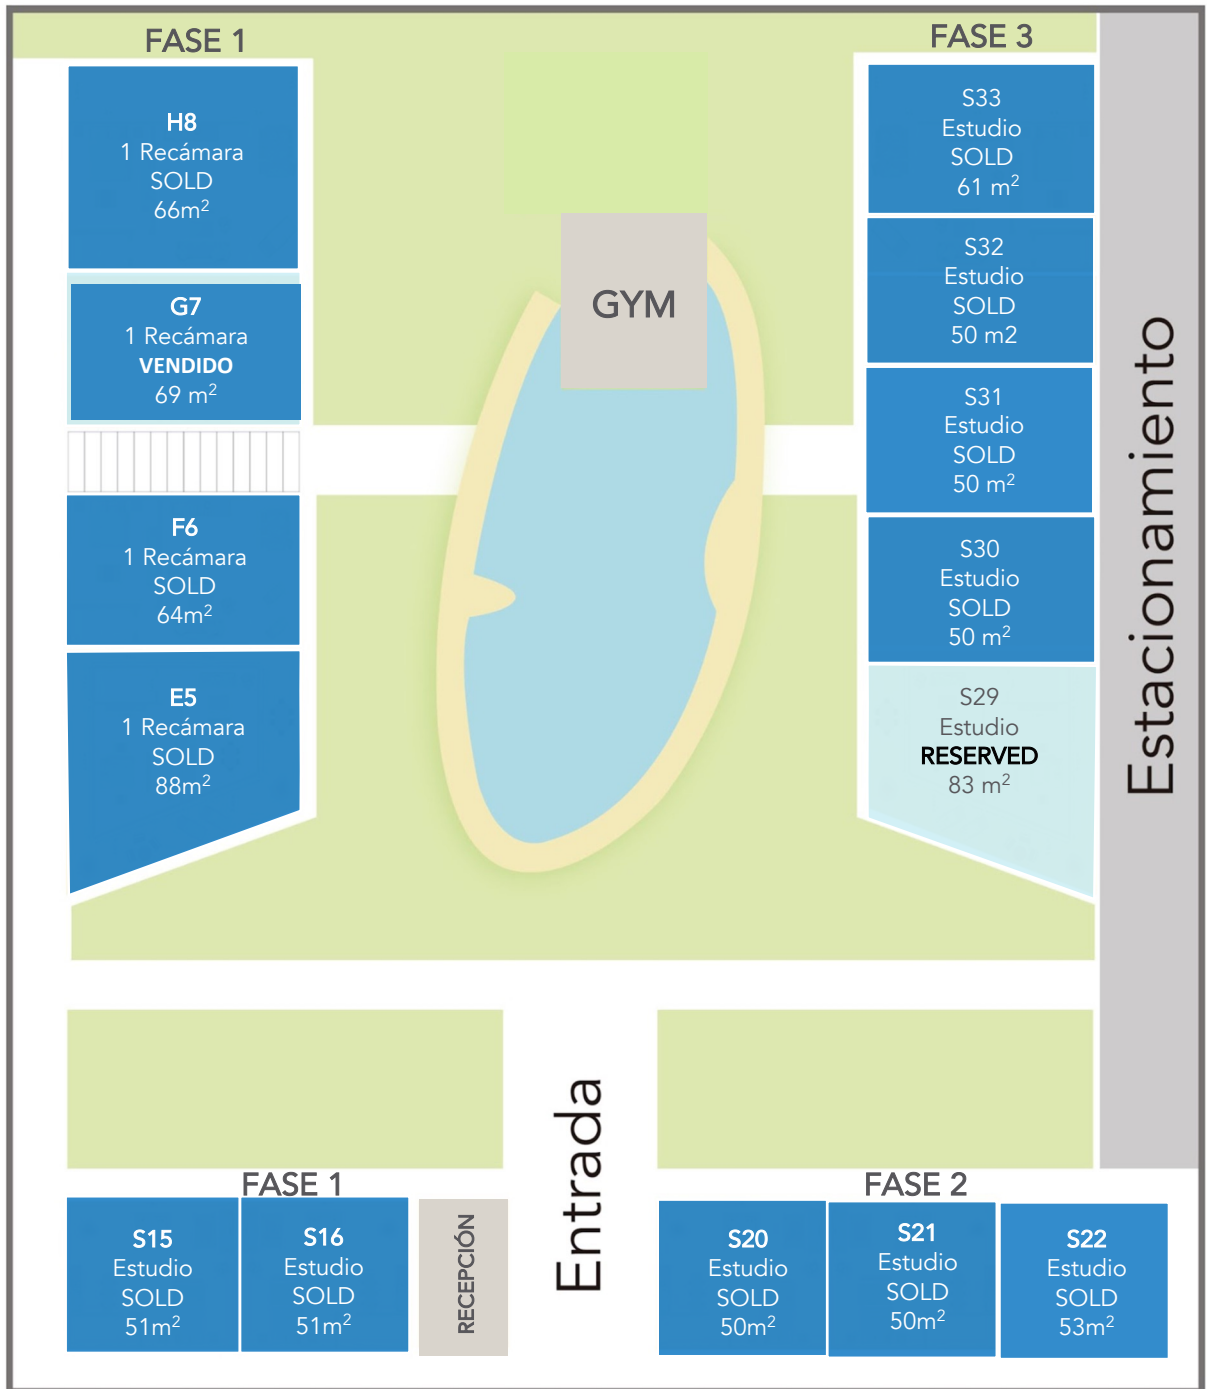 FASE 1
H8
1 Recámara
SOLD
66m²
G7
1 Recámara
VENDIDO
69 m²
F6
1 Recámara
SOLD
64m²
E5
1 Recámara
SOLD
88m²
GYM
FASE 3
S33
Estudio
SOLD
61 m²
S32
Estudio
SOLD
50 m2
S31
Estudio
SOLD
50 m²
S30
Estudio
SOLD
50 m²
S29
Estudio
RESERVED
83 m²
Estacionamiento
FASE 1
S15
Estudio
SOLD
51m²
S16
Estudio
SOLD
51m²
RECEPCIÓN
Entrada
FASE 2
S20
Estudio
SOLD
50m²
S21
Estudio
SOLD
50m²
S22
Estudio
SOLD
53m²